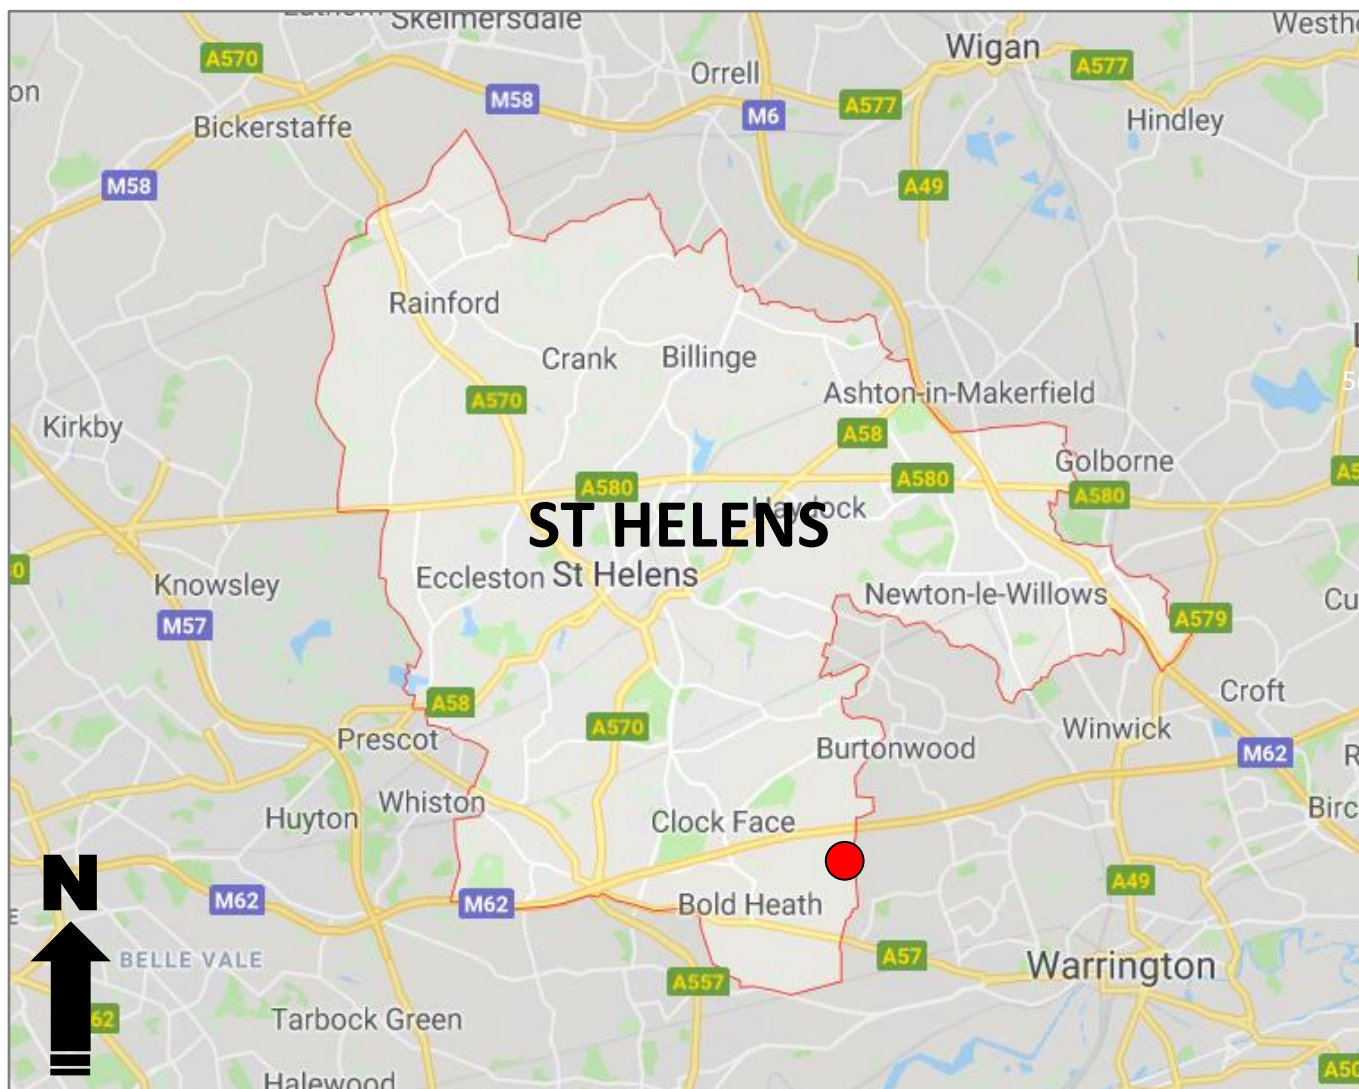 Skelmersdale
A570
Orrell
Wigan
A577
on
M58
A577
M6
Hindley
Bickerstaffe
M58
A49
Rainford
Crank
Billinge
A570
Ashton-in-Makerfield
Kirkby
A58
Golborne
A580
A580
A580
Haydock
ST HELENS
Knowsley
Eccleston
St Helens
Newton-le-Willows
M57
A579
A58
Croft
A570
Winwick
Prescot
Burtonwood
M62
Whiston
Huyton
Clock Face
N
A49
M62
M62
Bold Heath
BELLE VALE
A57
Warrington
A557
62
Tarbock Green
Halewood